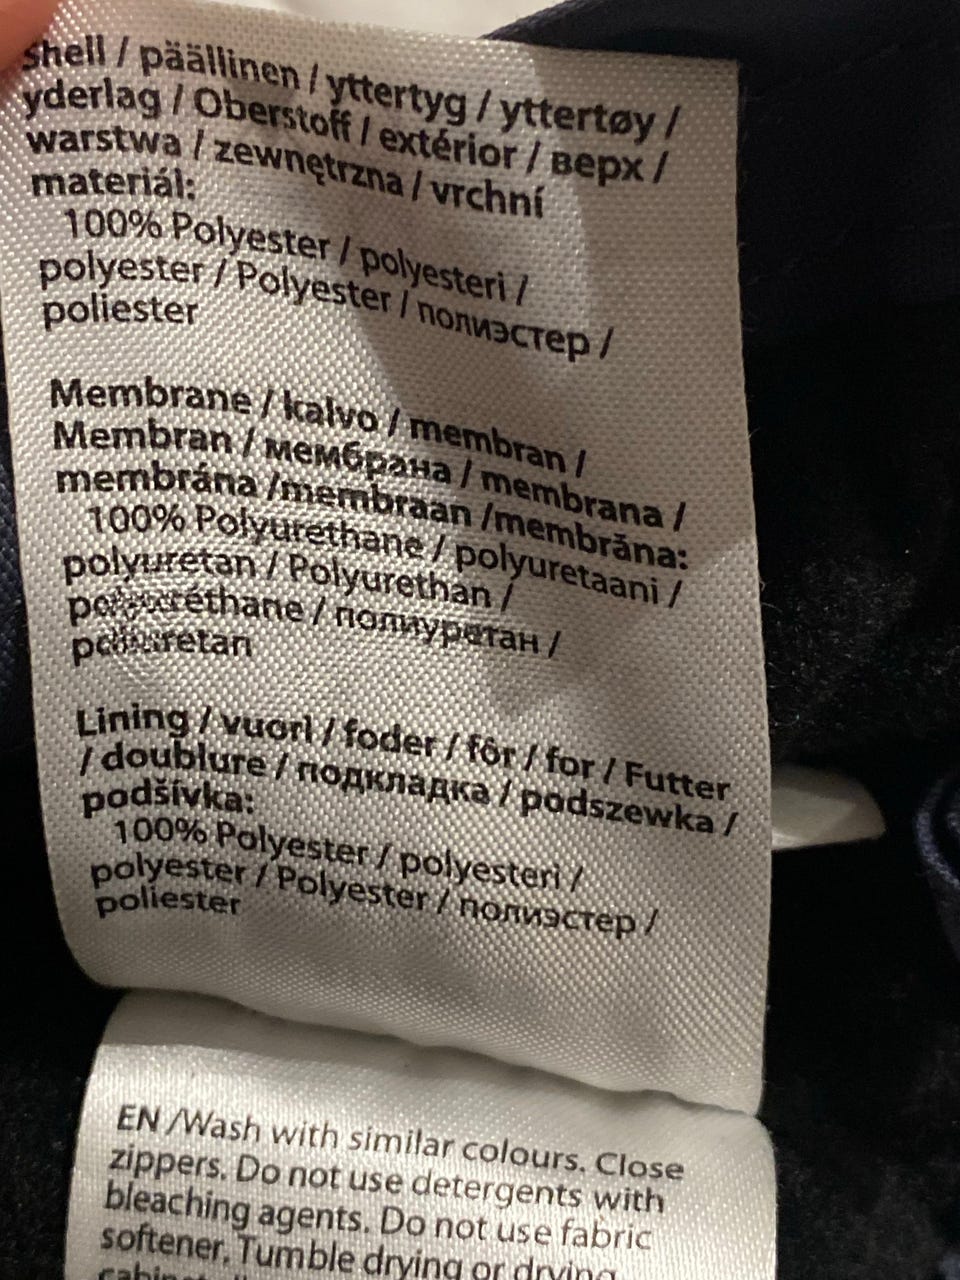 shell / päällinen / yttertyg / yttertøy /
yderlag / Oberstoff / extérior / верх /
warstwa / zewnętrzna / vrchní
materiál:
100% Polyester / polyesteri /
polyester / Polyester / полиэстер /
poliester
Membrane / kalvo / membran /
Membran / мембрана / membrana /
membrána /membraan /membrăna:
100% Polyurethane / polyuretaani /
polyuretan / Polyurethan /
polyuréthane / полиуретан /
poliuretan
Lining / vuori / foder / fôr / for / Futter
/ doublure / подкладка / podszewka /
podšívka:
100% Polyester / polyesteri /
polyester / Polyester / полиэстер /
poliester
EN /Wash with similar colours. Close
zippers. Do not use detergents with
bleaching agents. Do not use fabric
softener. Tumble drying or drying